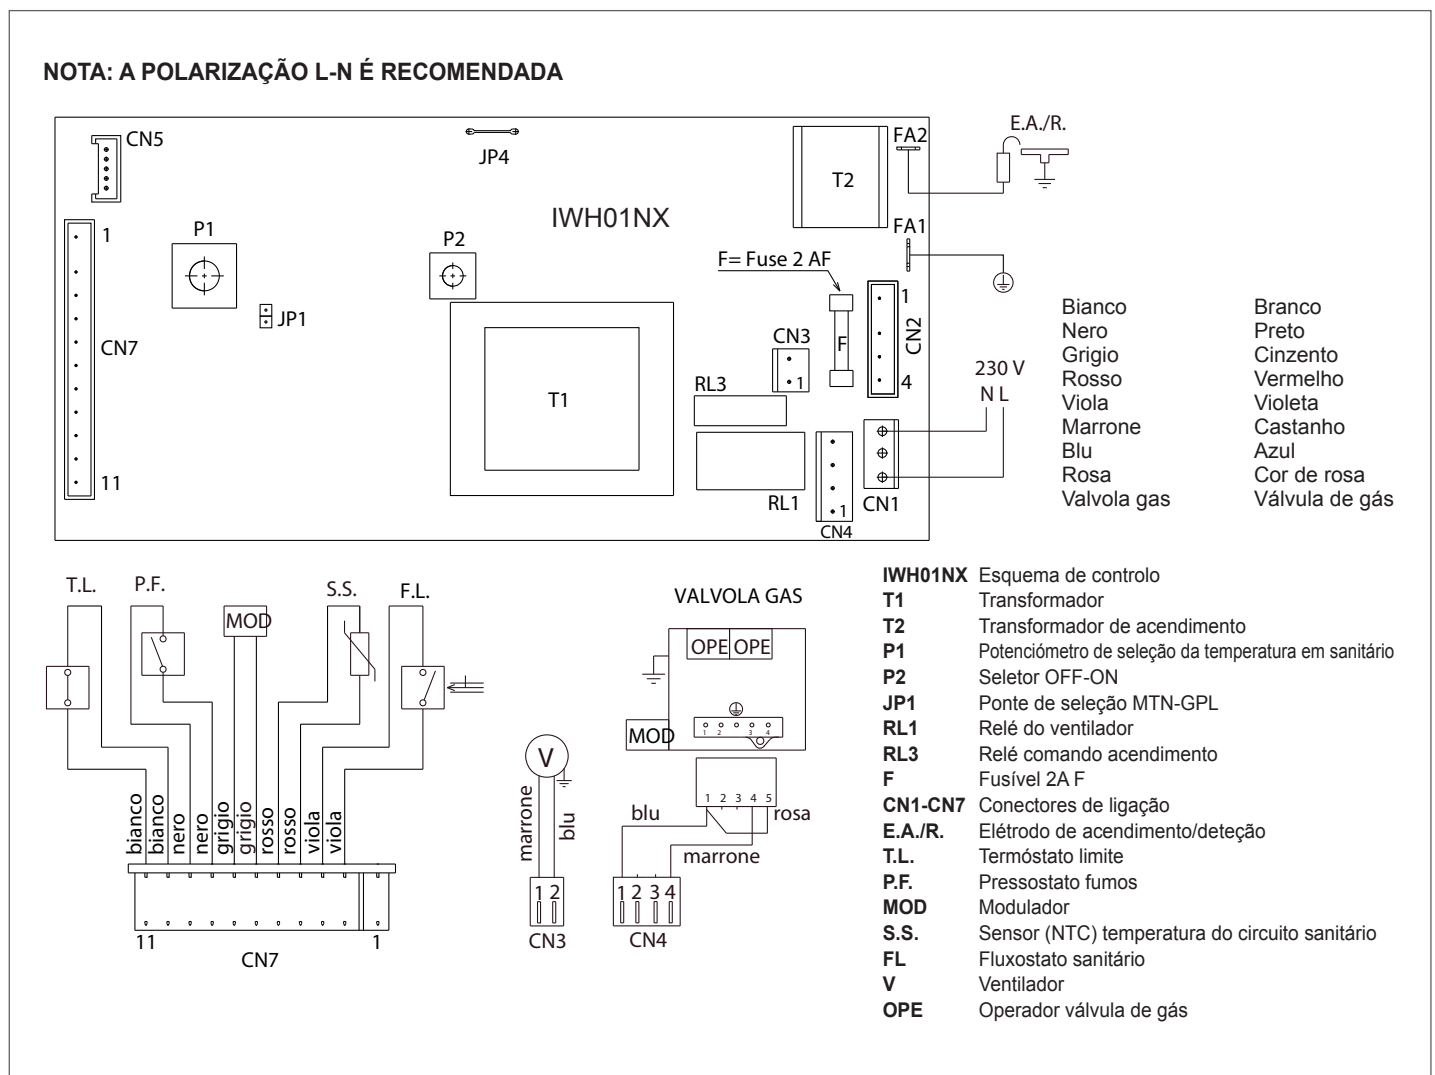 NOTA: A POLARIZAÇÃO L-N É RECOMENDADA
CN5
JP4
T2
FA2
E.A./R.
IWH01NX
1
P1
P2
FA1
F= Fuse 2 AF
JP1
CN7
T1
CN3
1
F
1
CN2
4
RL3
230 V
N L
11
RL1
1
CN4
CN1
Bianco Branco
Nero Preto
Grigio Cinzento
Rosso Vermelho
Viola Violeta
Marrone Castanho
Blu Azul
Rosa Cor de rosa
Valvola gas Válvula de gás
T.L.
P.F.
MOD
S.S.
F.L.
bianco
bianco
nero
nero
grigio
grigio
rosso
rosso
viola
viola
11
1
CN7
V
marrone
blu
1 2
CN3
VALVOLA GAS
OPE OPE
MOD
1 2 3 4
1 2 3 4 5
blu
rosa
marrone
1 2 3 4
CN4
IWH01NX Esquema de controlo
T1 Transformador
T2 Transformador de acendimento
P1 Potenciómetro de seleção da temperatura em sanitário
P2 Seletor OFF-ON
JP1 Ponte de seleção MTN-GPL
RL1 Relé do ventilador
RL3 Relé comando acendimento
F Fusível 2A F
CN1-CN7 Conectores de ligação
E.A./R. Elétrodo de acendimento/deteção
T.L. Termóstato limite
P.F. Pressostato fumos
MOD Modulador
S.S. Sensor (NTC) temperatura do circuito sanitário
FL Fluxostato sanitário
V Ventilador
OPE Operador válvula de gás